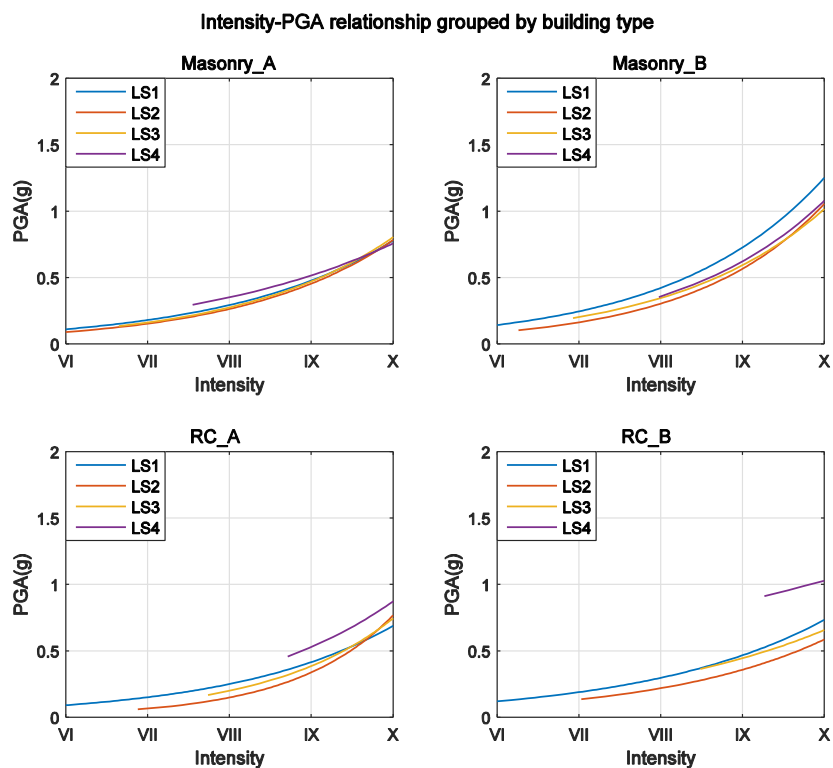 Intensity-PGA relationship grouped by building type
Masonry_A
2
1.5
1
0.5
0
PGA(g)
LS1
LS2
LS3
LS4
VI VII VIII IX X
Intensity
Masonry_B
2
1.5
1
0.5
0
PGA(g)
LS1
LS2
LS3
LS4
VI VII VIII IX X
Intensity
RC_A
2
1.5
1
0.5
0
PGA(g)
LS1
LS2
LS3
LS4
VI VII VIII IX X
Intensity
RC_B
2
1.5
1
0.5
0
PGA(g)
LS1
LS2
LS3
LS4
VI VII VIII IX X
Intensity